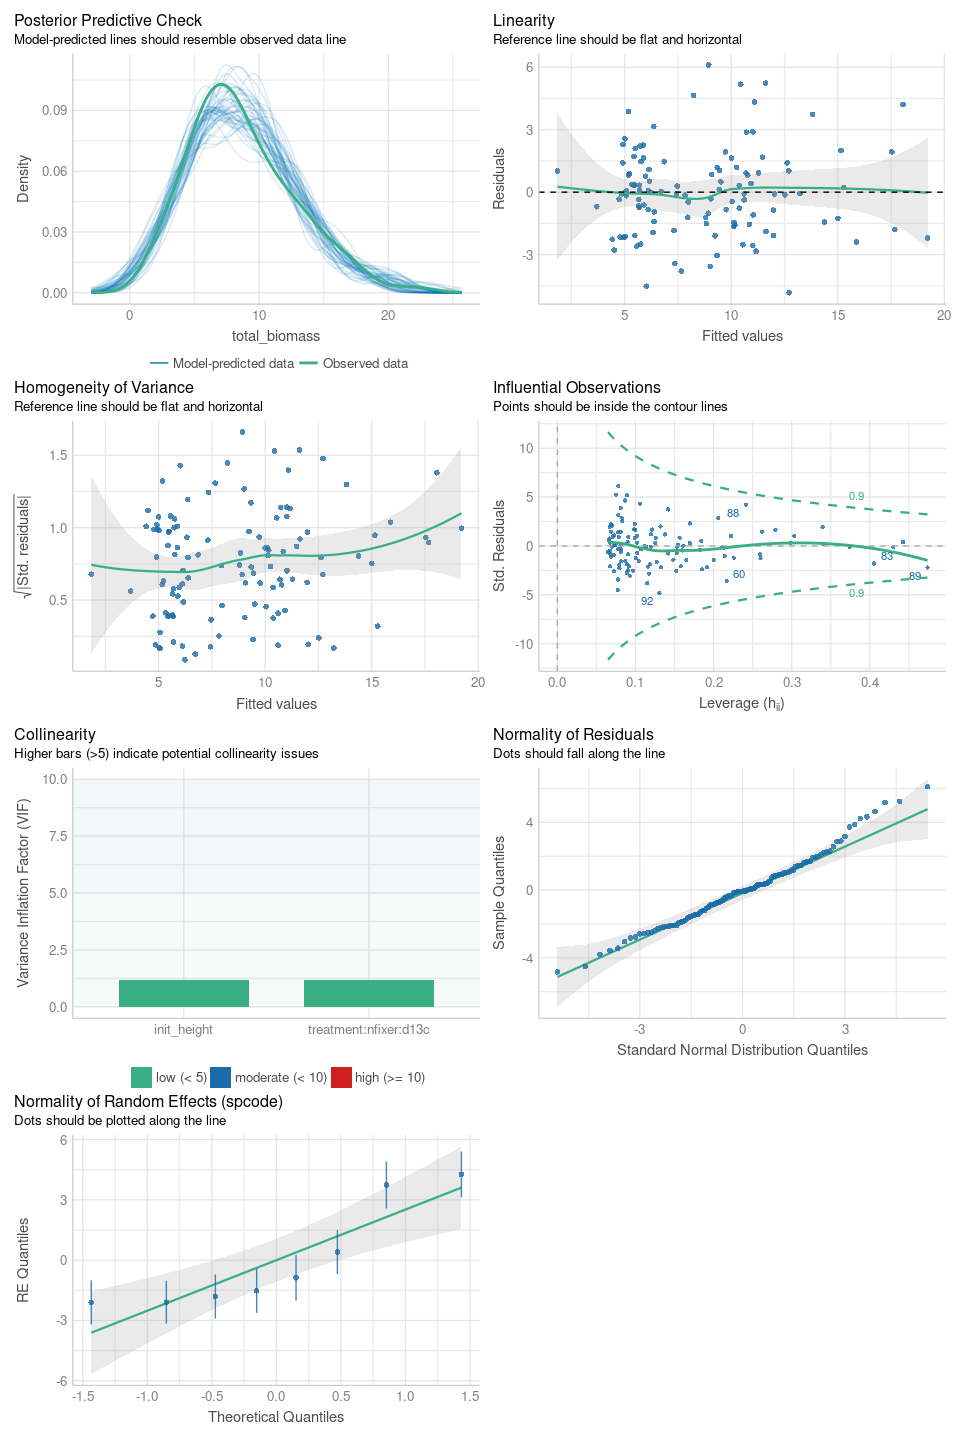 Posterior Predictive Check
Model-predicted lines should resemble observed data line
Density
0.09
0.06
0.03
0.00
0
10
20
total_biomass
Model-predicted data
Observed data
Linearity
Reference line should be flat and horizontal
Residuals
6
3
0
-3
5
10
15
20
Fitted values
Homogeneity of Variance
Reference line should be flat and horizontal
√|Std. residuals|
1.5
1.0
0.5
5
10
15
20
Fitted values
Influential Observations
Points should be inside the contour lines
Std. Residuals
10
5
0
-5
-10
0.9
88
83
60
89
92
0.9
0.0
0.1
0.2
0.3
0.4
Leverage (hii)
Collinearity
Higher bars (>5) indicate potential collinearity issues
Variance Inflation Factor (VIF)
10.0
7.5
5.0
2.5
0.0
init_height
treatment:nfixer:d13c
low (< 5)
moderate (< 10)
high (>= 10)
Normality of Residuals
Dots should fall along the line
Sample Quantiles
4
0
-4
-3
0
3
Standard Normal Distribution Quantiles
Normality of Random Effects (spcode)
Dots should be plotted along the line
RE Quantiles
6
3
0
-3
-6
-1.5
-1.0
-0.5
0.0
0.5
1.0
1.5
Theoretical Quantiles